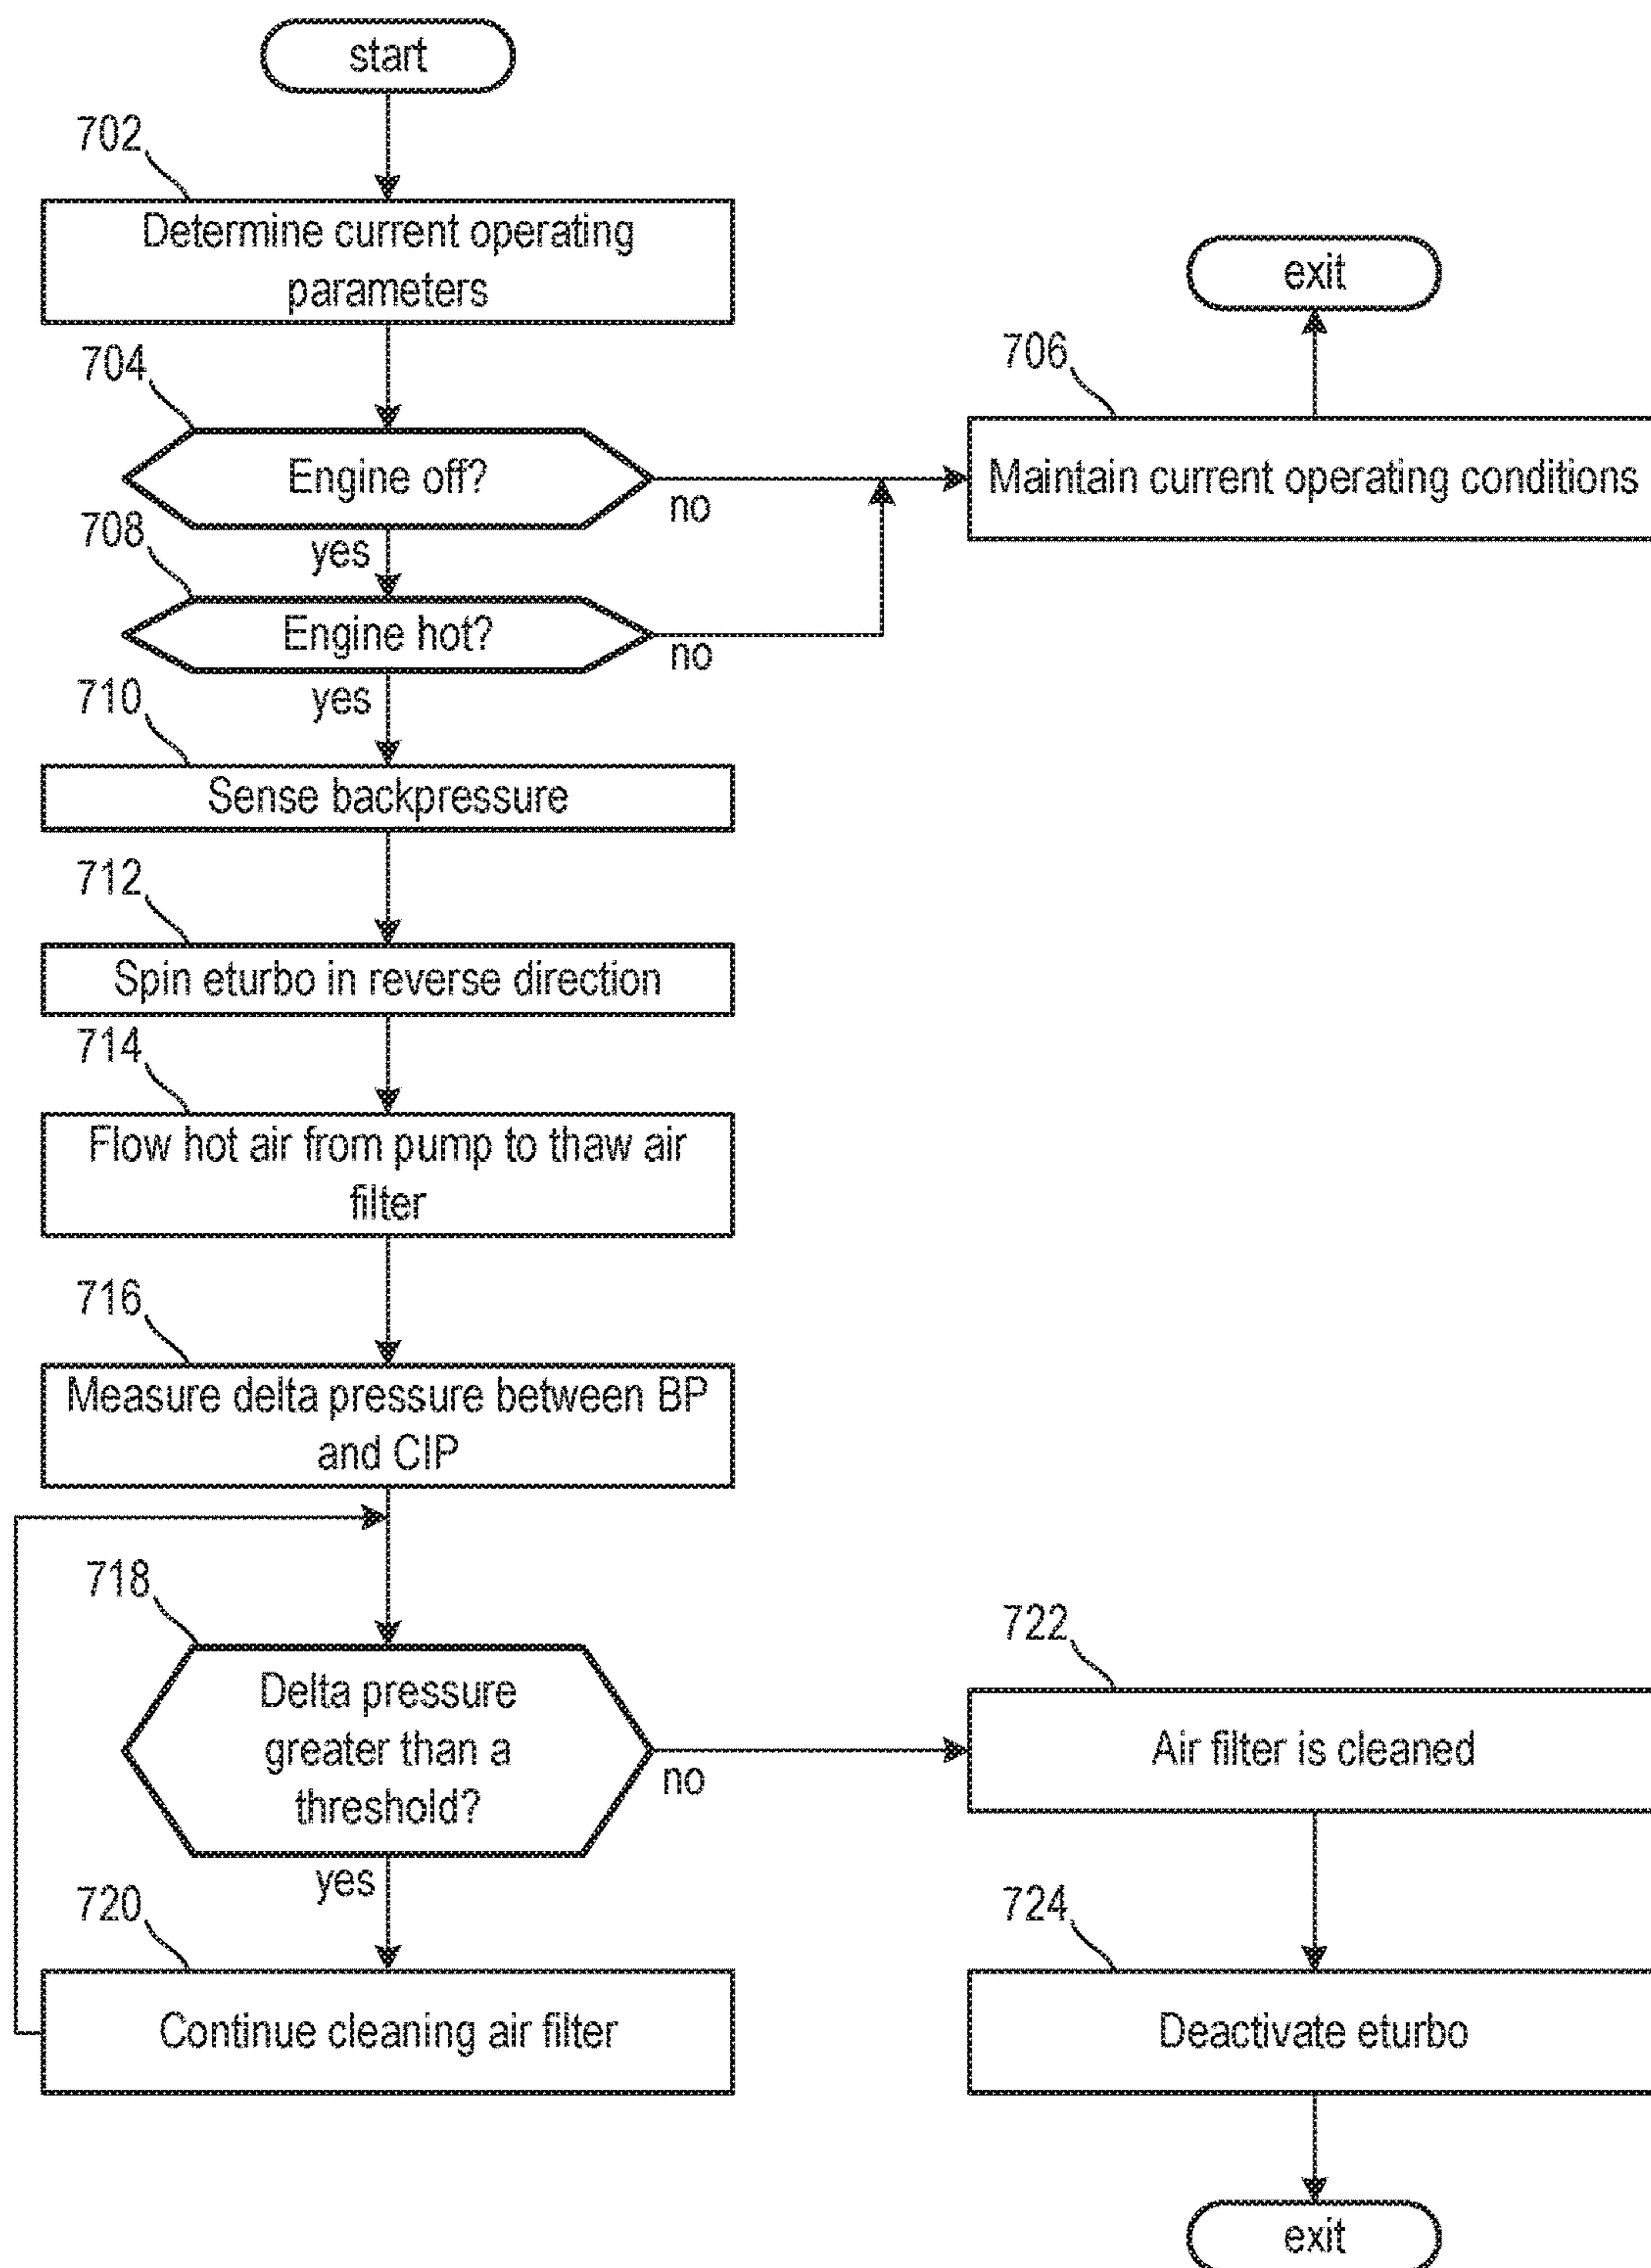 start
702
Determine current operating
parameters
exit
704
706
Engine off?
no
Maintain current operating conditions
yes
708
Engine hot?
no
yes
710
Sense backpressure
712
Spin eturbo in reverse direction
714
Flow hot air from pump to thaw air
filter
716
Measure delta pressure between BP
and CIP
718
Delta pressure
greater than a
threshold?
no
yes
722
Air filter is cleaned
720
Continue cleaning air filter
724
Deactivate eturbo
exit